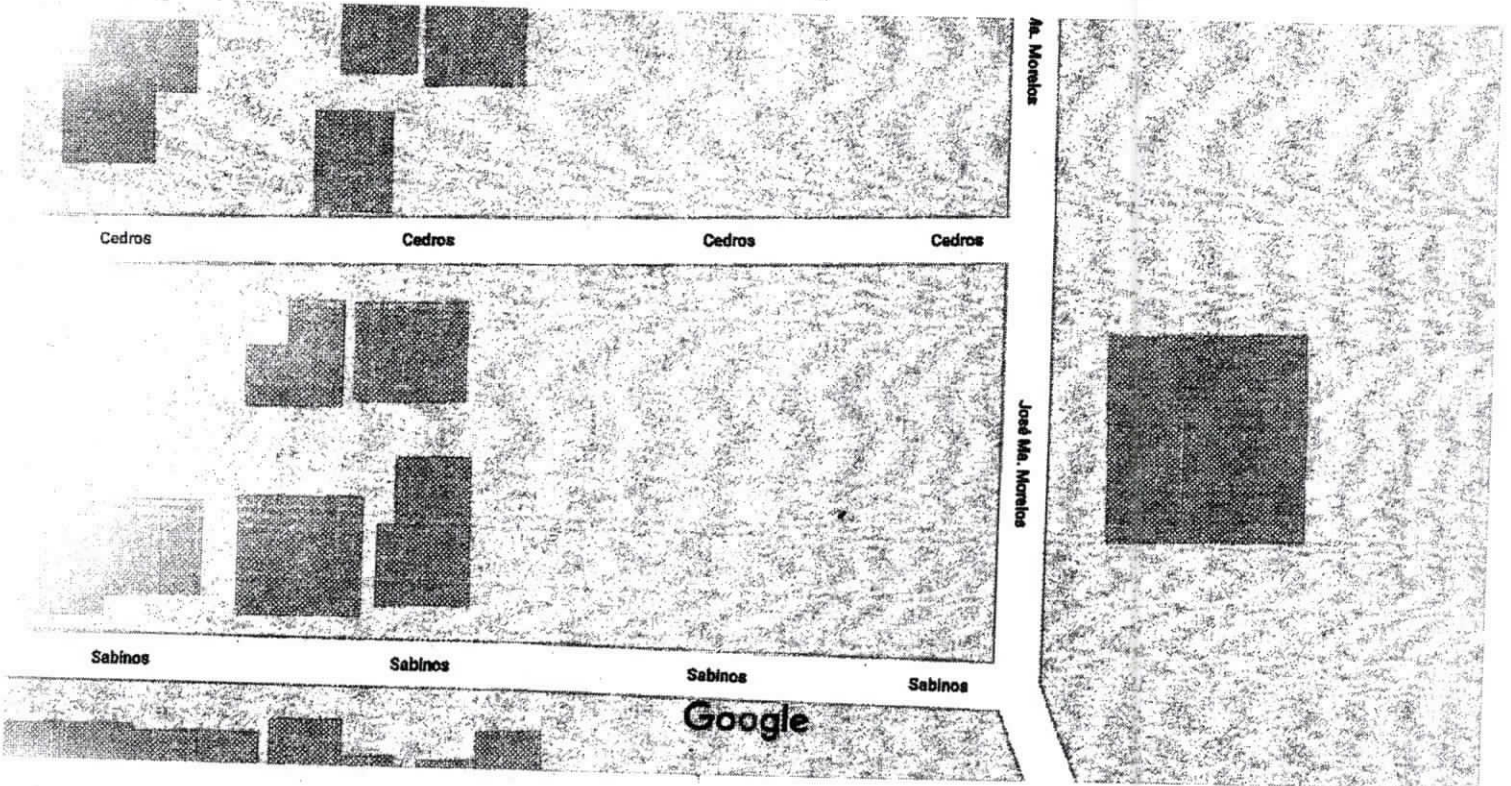 Ma. Morelos
Cedros
Cedros
Cedros
Cedros
José Ma. Morelos
Sabinos
Sabinos
Sabinos
Sabinos
Google